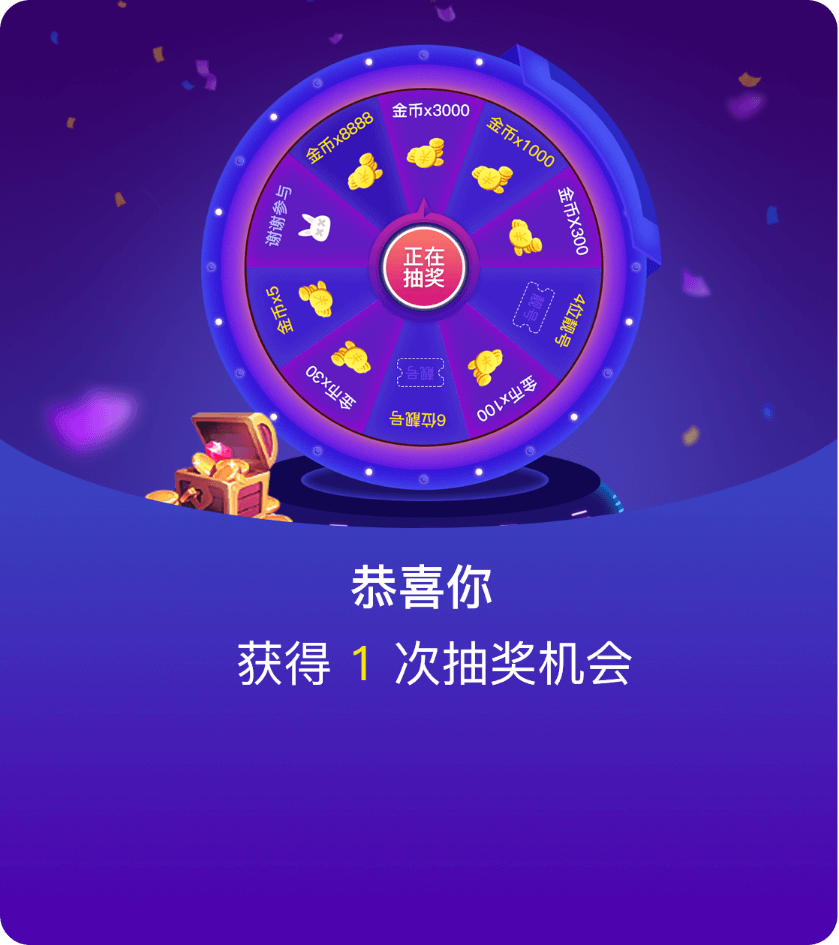 金币x3000
金币x1000
金币X300
4位靓号
靓号
金币x100
6位靓号
靓号
金币x30
金币x5
谢谢参与
金币x8888
正在
抽奖
恭喜你
获得 1 次抽奖机会